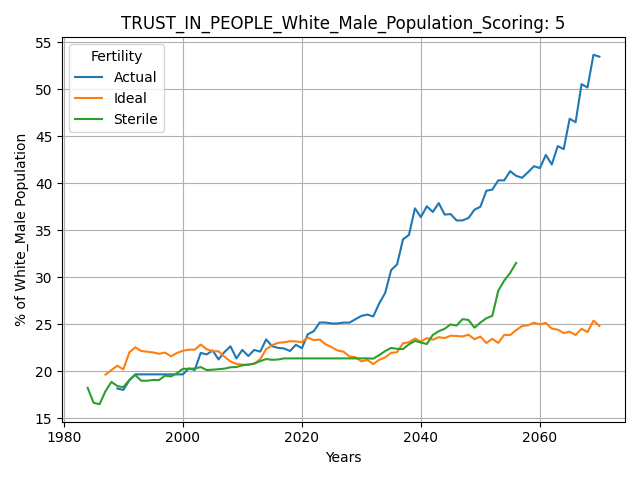 TRUST_IN_PEOPLE_White_Male_Population_Scoring: 5
% of White_Male Population
55
50
45
40
35
30
25
20
15
Fertility
Actual
Ideal
Sterile
1980 2000 2020 2040 2060
Years